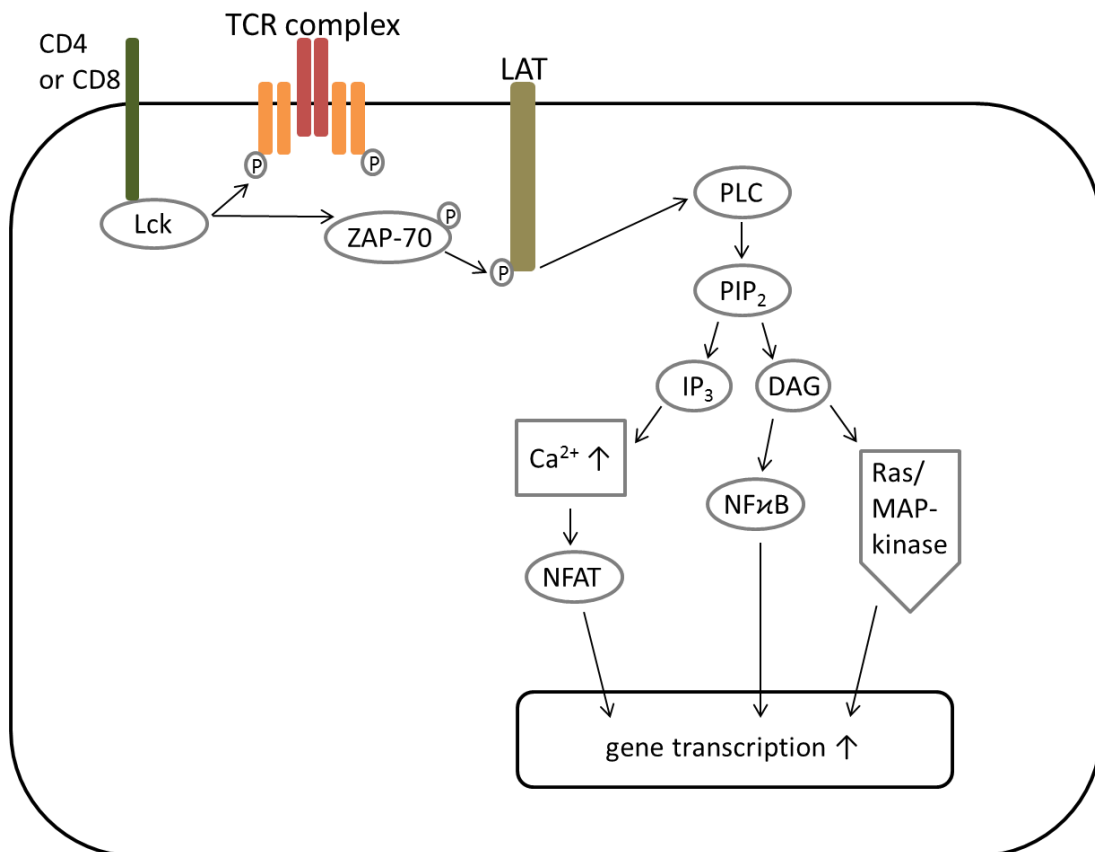 TCR complex
CD4
or CD8
LAT
P
P
Lck
ZAP-70
P
P
PLC
PIP₂
IP₃
DAG
Ca²⁺ ↑
NFϰB
Ras/
MAP-
kinase
NFAT
gene transcription ↑